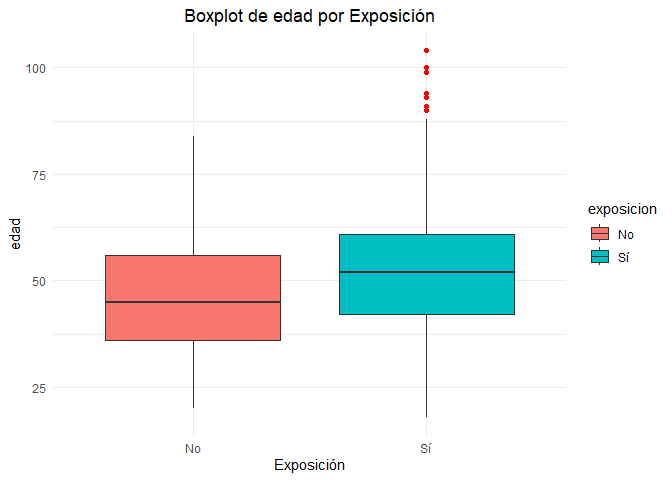 Boxplot de edad por Exposición
edad
100
75
50
25
No
Sí
Exposición
exposicion
No
Sí